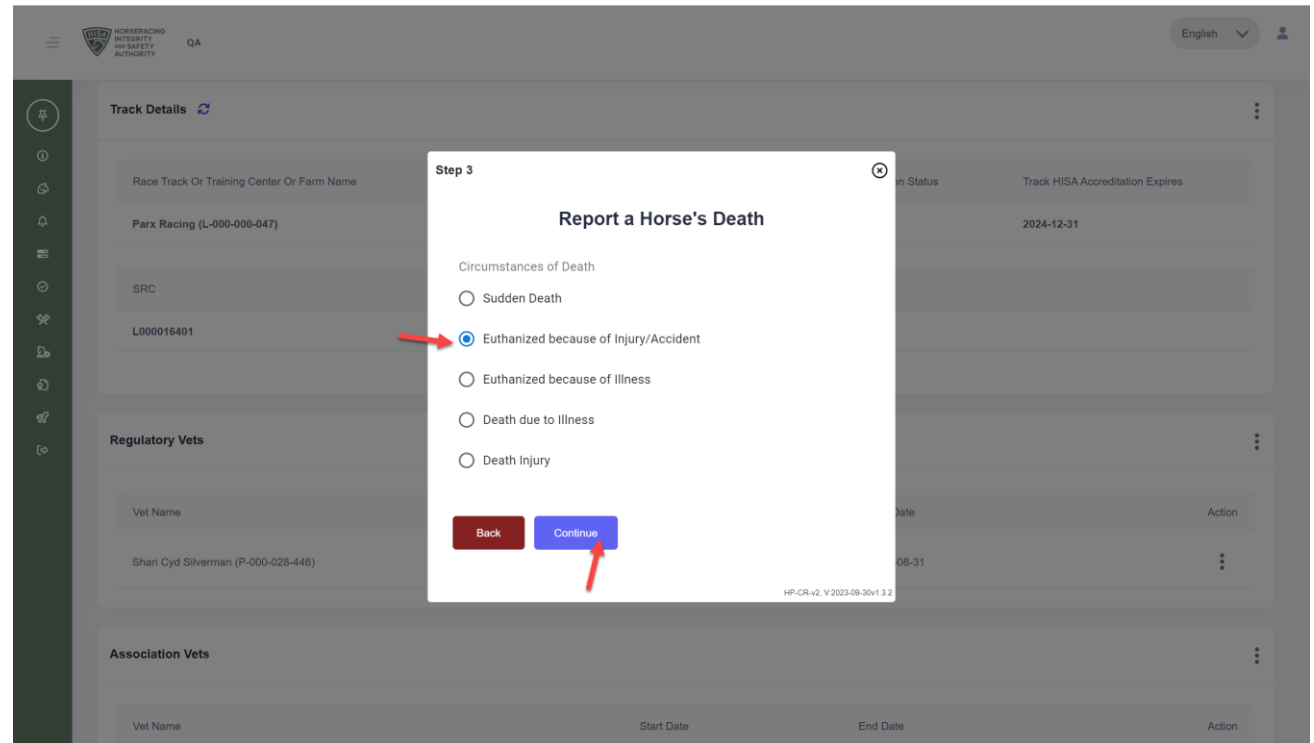 HISA
HORSERACING
INTEGRITY
AND SAFETY
AUTHORITY
QA
English
Track Details
Race Track Or Training Center Or Farm Name
on Status
Track HISA Accreditation Expires
Parx Racing (L-000-000-047)
2024-12-31
SRC
L000016401
Step 3
Report a Horse's Death
Circumstances of Death
Sudden Death
Euthanized because of Injury/Accident
Euthanized because of Illness
Death due to Illness
Death Injury
Back
Continue
HP-CR-v2, V:2023-09-30v1.3.2
Regulatory Vets
Vet Name
Date
Action
Shari Cyd Silverman (P-000-028-446)
-08-31
Association Vets
Vet Name
Start Date
End Date
Action